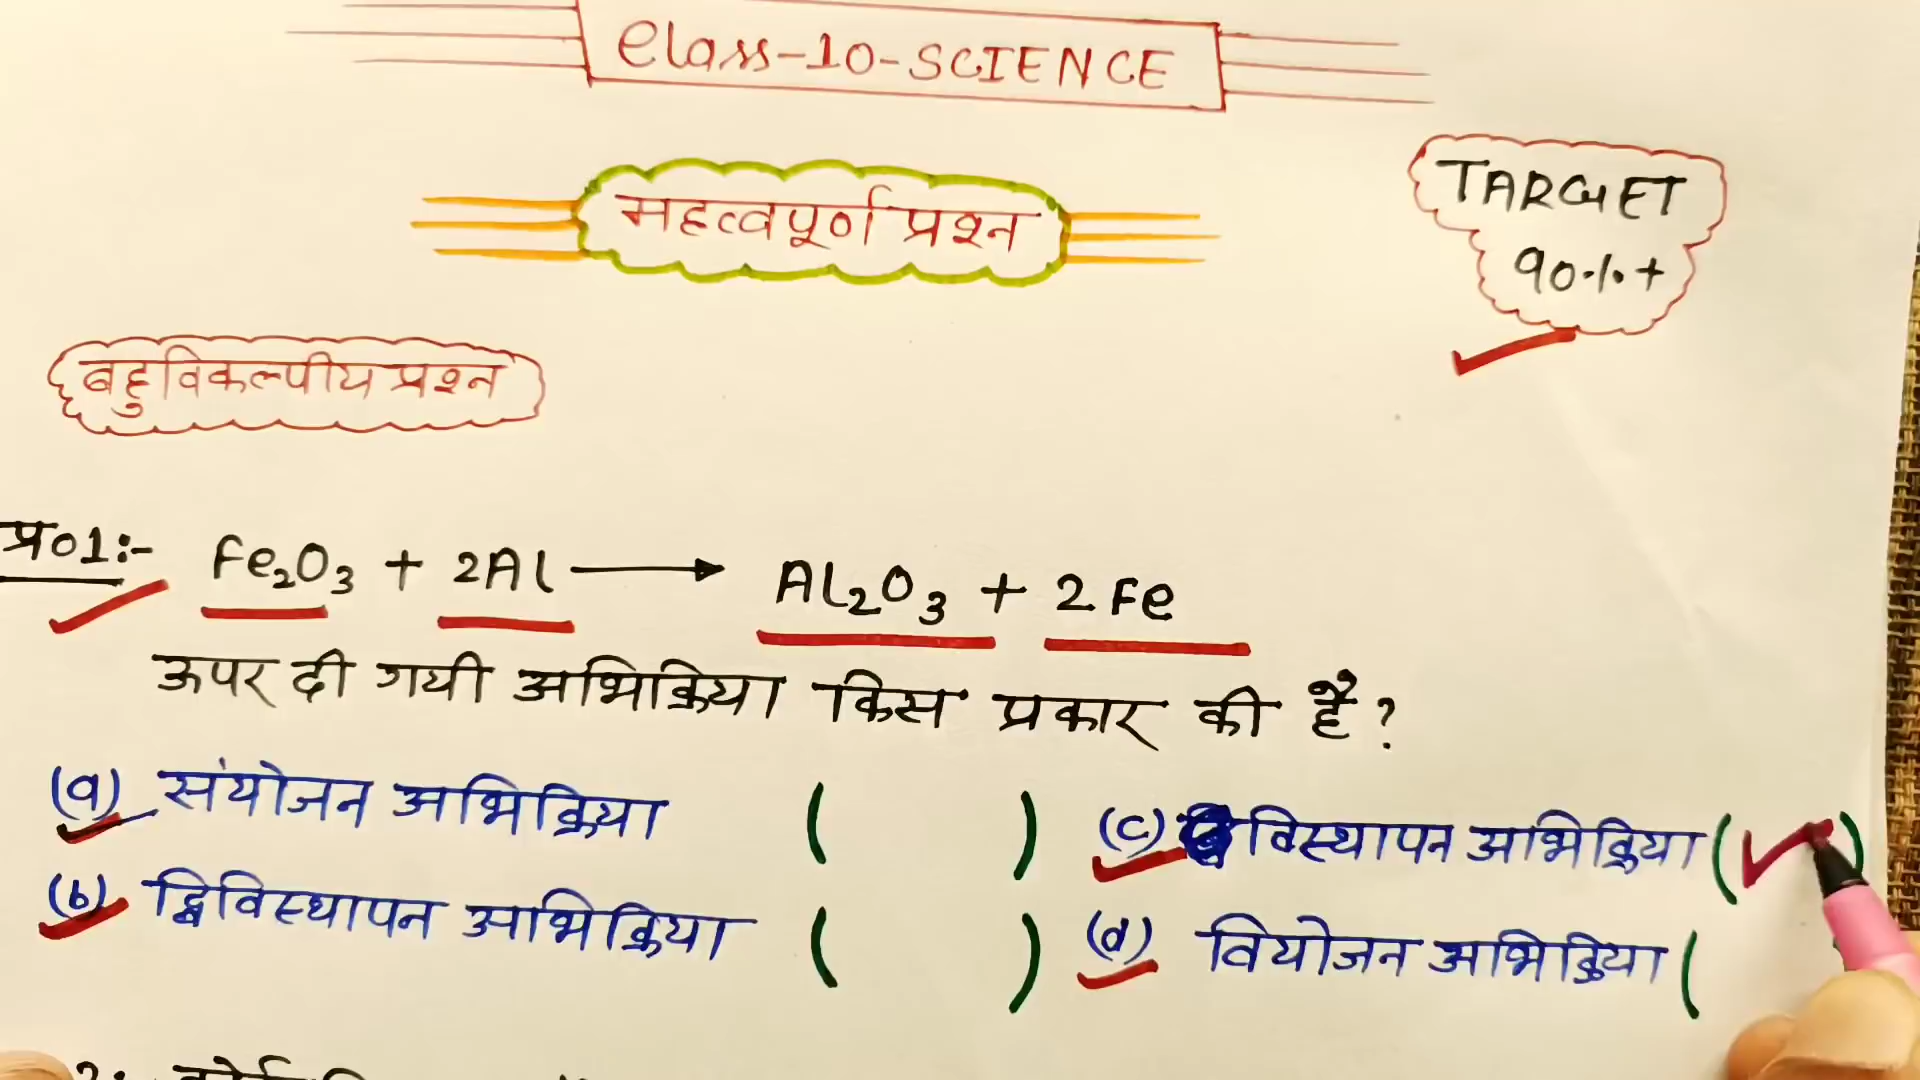 Class-10-SCIENCE
महत्वपूर्ण प्रश्न
TARGET
90%+
बहुविकल्पीय प्रश्न
प्र01:- Fe₂O₃ + 2Al ⟶ Al₂O₃ + 2Fe
ऊपर दी गयी अभिक्रिया किस प्रकार की है?
(a) संयोजन अभिक्रिया ( )
(b) द्विविस्थापन अभिक्रिया ( )
(c) विस्थापन अभिक्रिया (✓)
(d) वियोजन अभिक्रिया (